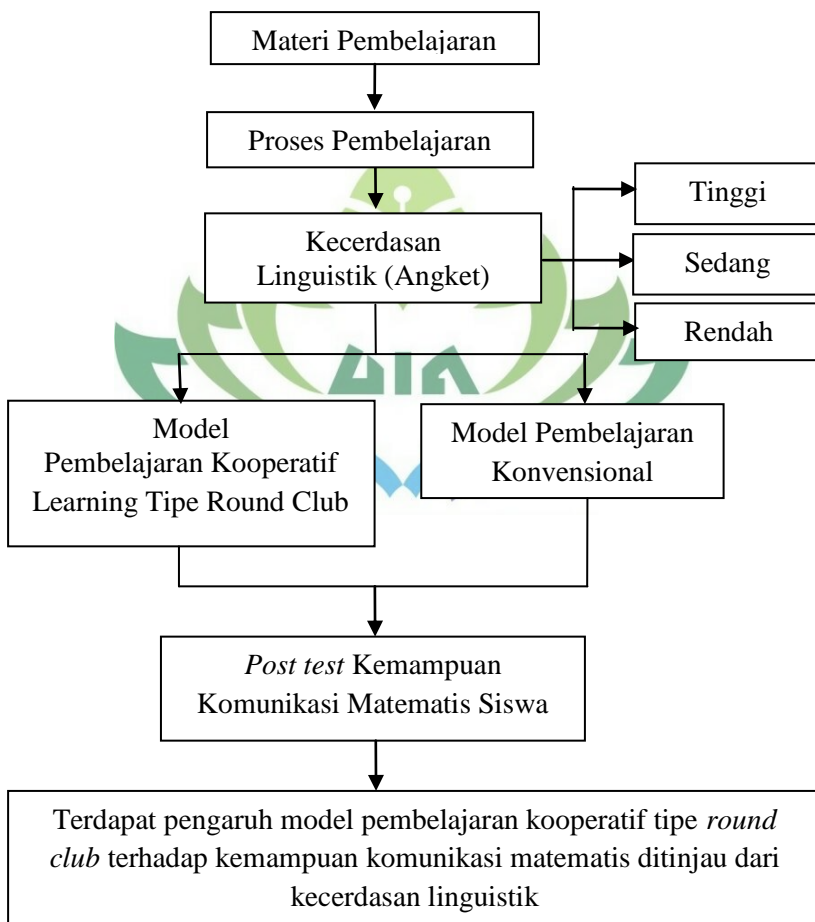 Materi Pembelajaran
Proses Pembelajaran
Kecerdasan
Linguistik (Angket)
Tinggi
Sedang
Rendah
Model
Pembelajaran Kooperatif
Learning Tipe Round Club
Model Pembelajaran
Konvensional
Post test Kemampuan
Komunikasi Matematis Siswa
Terdapat pengaruh model pembelajaran kooperatif tipe round
club terhadap kemampuan komunikasi matematis ditinjau dari
kecerdasan linguistik